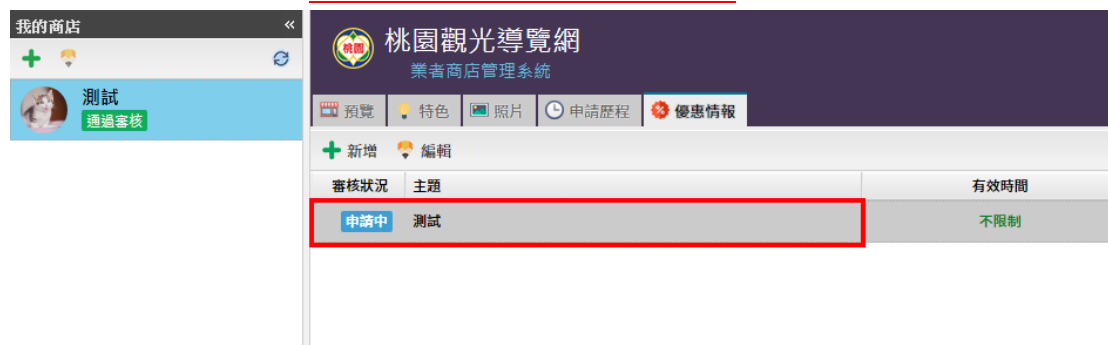 我的商店
測試
通過審核
桃園
桃園觀光導覽網
業者商店管理系統
預覽 特色 照片 申請歷程 優惠情報
新增 編輯
審核狀況 主題 有效時間
申請中 測試 不限制